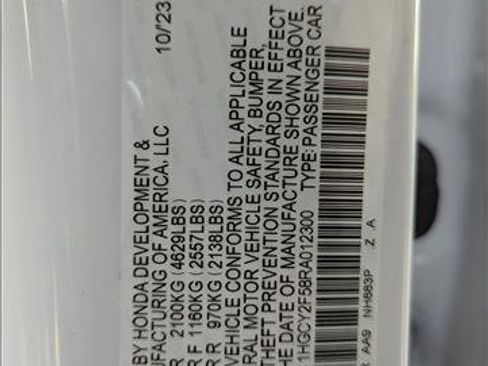 BY HONDA DEVELOPMENT &
UFACTURING OF AMERICA, LLC 10/23
R 2100KG (4629LBS)
R F 1160KG (2557LBS)
R R 970KG (2138LBS)
VEHICLE CONFORMS TO ALL APPLICABLE
RAL MOTOR VEHICLE SAFETY, BUMPER,
THEFT PREVENTION STANDARDS IN EFFECT
HE DATE OF MANUFACTURE SHOWN ABOVE.
1HGCY2F58RA012300 TYPE: PASSENGER CAR
AA9 NH883P Z A